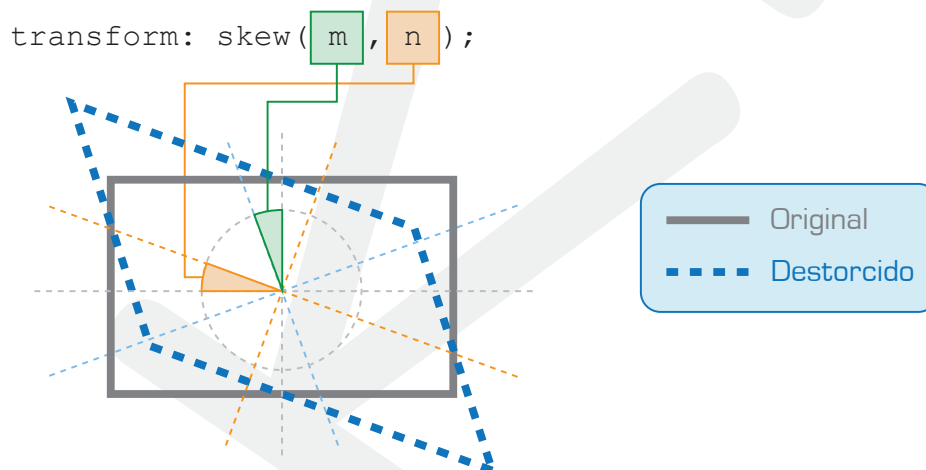 transform: skew( m , n );
Original
Destorcido